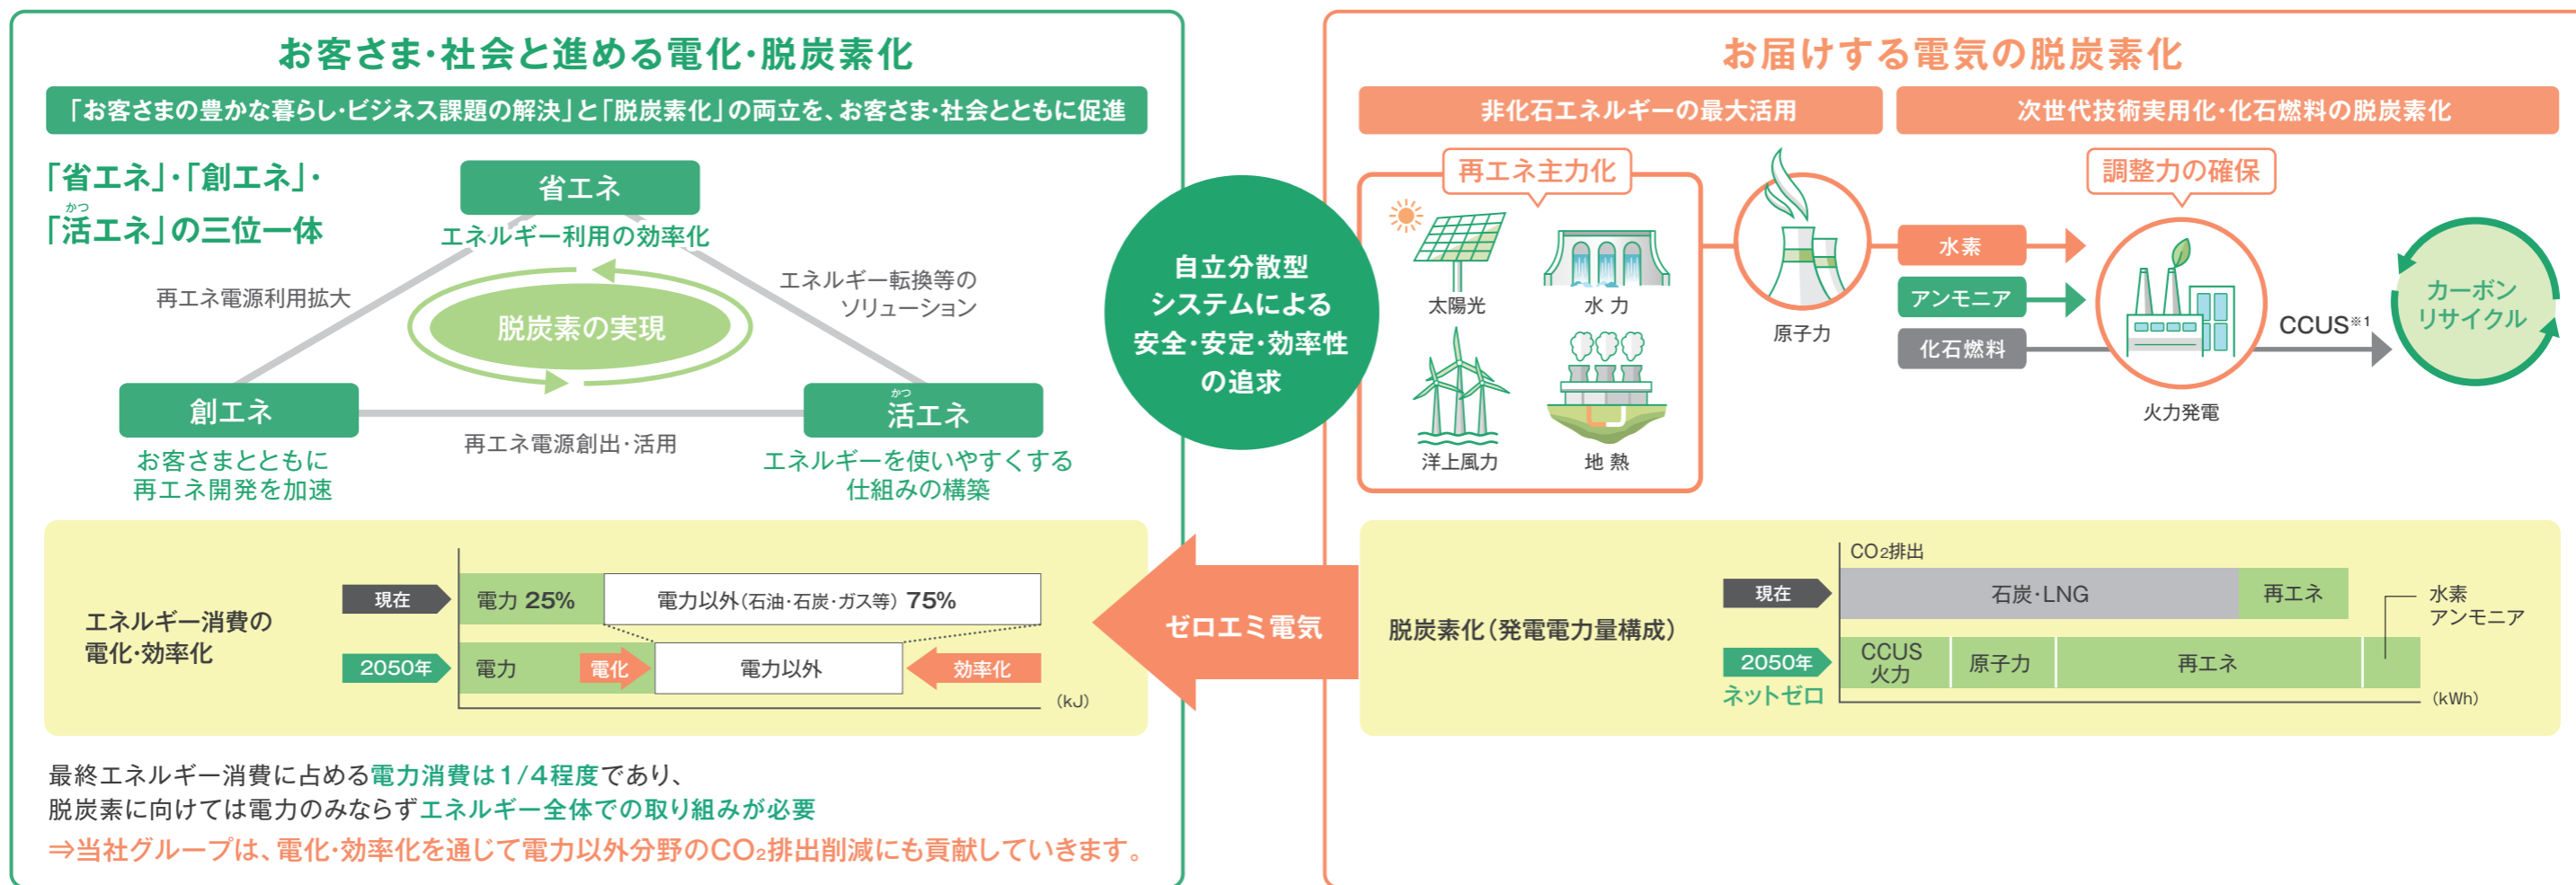 お客さま・社会と進める電化・脱炭素化
「お客さまの豊かな暮らし・ビジネス課題の解決」と「脱炭素化」の両立を、お客さま・社会とともに促進
「省エネ」・「創エネ」・
かつ
「活エネ」の三位一体
省エネ
エネルギー利用の効率化
再エネ電源利用拡大
エネルギー転換等の
ソリューション
脱炭素の実現
創エネ
お客さまとともに
再エネ開発を加速
再エネ電源創出・活用
かつ
活エネ
エネルギーを使いやすくする
仕組みの構築
エネルギー消費の
電化・効率化
現在
電力 25%
電力以外(石油・石炭・ガス等) 75%
2050年
電力
電化
電力以外
効率化
(kJ)
最終エネルギー消費に占める電力消費は1/4程度であり、
脱炭素に向けては電力のみならずエネルギー全体での取り組みが必要
⇒当社グループは、電化・効率化を通じて電力以外分野のCO₂排出削減にも貢献していきます。
自立分散型
システムによる
安全・安定・効率性
の追求
ゼロエミ電気
お届けする電気の脱炭素化
非化石エネルギーの最大活用
次世代技術実用化・化石燃料の脱炭素化
再エネ主力化
太陽光
水力
洋上風力
地熱
原子力
調整力の確保
水素
アンモニア
化石燃料
火力発電
CCUS※1
カーボン
リサイクル
脱炭素化(発電電力量構成)
CO₂排出
現在
石炭・LNG
再エネ
水素
アンモニア
2050年
ネットゼロ
CCUS
火力
原子力
再エネ
(kWh)